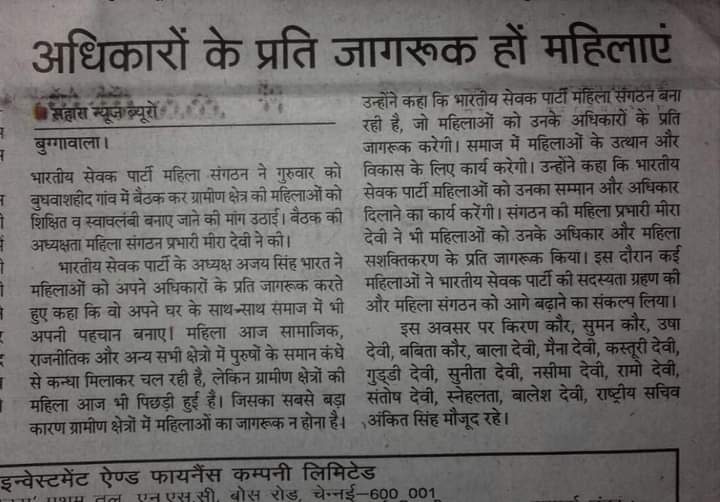 अधिकारों के प्रति जागरूक हों महिलाएं
सहारा न्यूज ब्यूरो
बुग्गावाला।
भारतीय सेवक पार्टी महिला संगठन ने गुरुवार को
बुधवाशहीद गांव में बैठक कर ग्रामीण क्षेत्र की महिलाओं को
शिक्षित व स्वावलंबी बनाए जाने की मांग उठाई। बैठक की
अध्यक्षता महिला संगठन प्रभारी मीरा देवी ने की।
भारतीय सेवक पार्टी के अध्यक्ष अजय सिंह भारत ने
महिलाओं को अपने अधिकारों के प्रति जागरूक करते
हुए कहा कि वो अपने घर के साथ-साथ समाज में भी
अपनी पहचान बनाए। महिला आज सामाजिक,
राजनीतिक और अन्य सभी क्षेत्रों में पुरुषों के समान कंधे
से कन्धा मिलाकर चल रही है, लेकिन ग्रामीण क्षेत्रों की
महिला आज भी पिछड़ी हुई है। जिसका सबसे बड़ा
कारण ग्रामीण क्षेत्रों में महिलाओं का जागरूक न होना है।
उन्होंने कहा कि भारतीय सेवक पार्टी महिला संगठन बना
रही है, जो महिलाओं को उनके अधिकारों के प्रति
जागरूक करेगी। समाज में महिलाओं के उत्थान और
विकास के लिए कार्य करेगी। उन्होंने कहा कि भारतीय
सेवक पार्टी महिलाओं को उनका सम्मान और अधिकार
दिलाने का कार्य करेंगी। संगठन की महिला प्रभारी मीरा
देवी ने भी महिलाओं को उनके अधिकार और महिला
सशक्तिकरण के प्रति जागरूक किया। इस दौरान कई
महिलाओं ने भारतीय सेवक पार्टी की सदस्यता ग्रहण की
और महिला संगठन को आगे बढ़ाने का संकल्प लिया।
इस अवसर पर किरण कौर, सुमन कौर, उषा
देवी, बबिता कौर, बाला देवी, मैना देवी, कस्तूरी देवी,
गुड्डी देवी, सुनीता देवी, नसीमा देवी, रामो देवी,
संतोष देवी, स्नेहलता, बालेश देवी, राष्ट्रीय सचिव
अंकित सिंह मौजूद रहे।
इन्वेस्टमेंट ऐण्ड फायनैंस कम्पनी लिमिटेड
प्रथम तल, एन.एस.सी. बोस रोड, चेन्नई-600 001